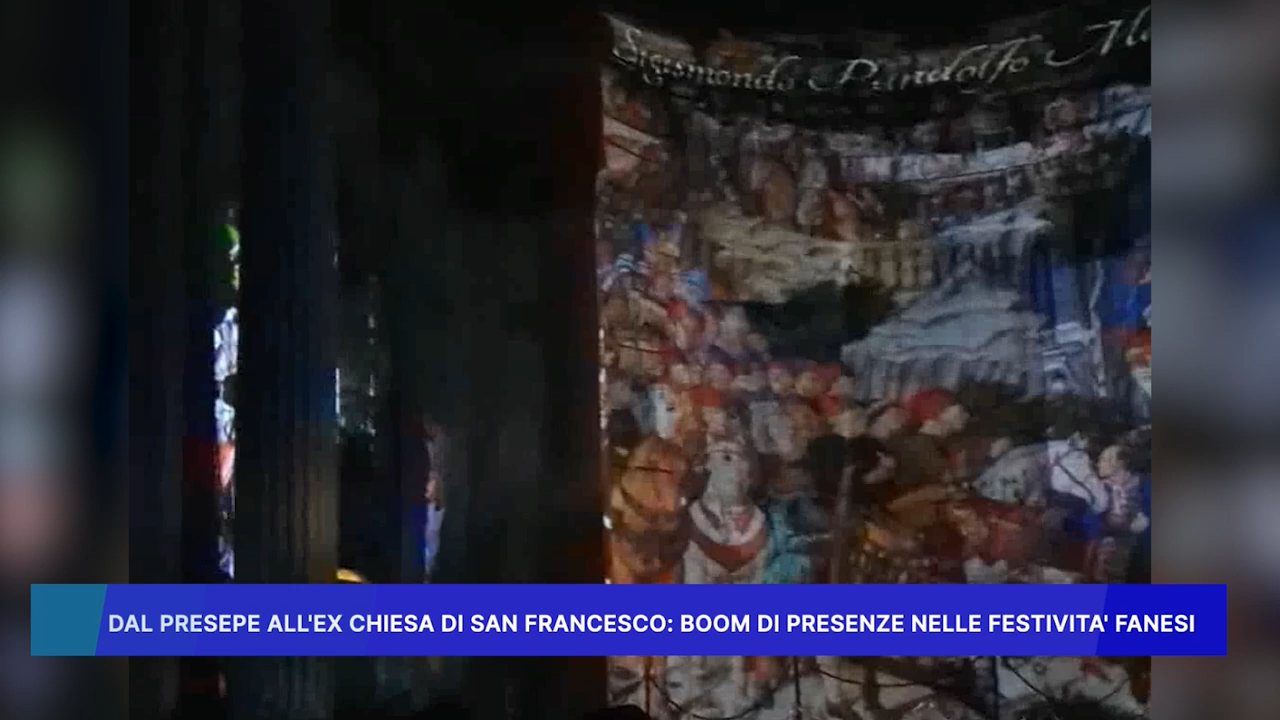 Sigismondo Pandolfo
DAL PRESEPE ALL'EX CHIESA DI SAN FRANCESCO: BOOM DI PRESENZE NELLE FESTIVITA' FANESI